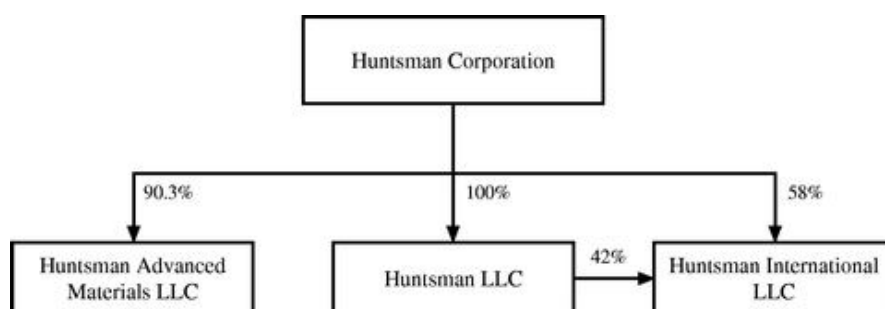 Huntsman Corporation
90.3%
100%
58%
Huntsman Advanced
Materials LLC
Huntsman LLC
42%
Huntsman International
LLC